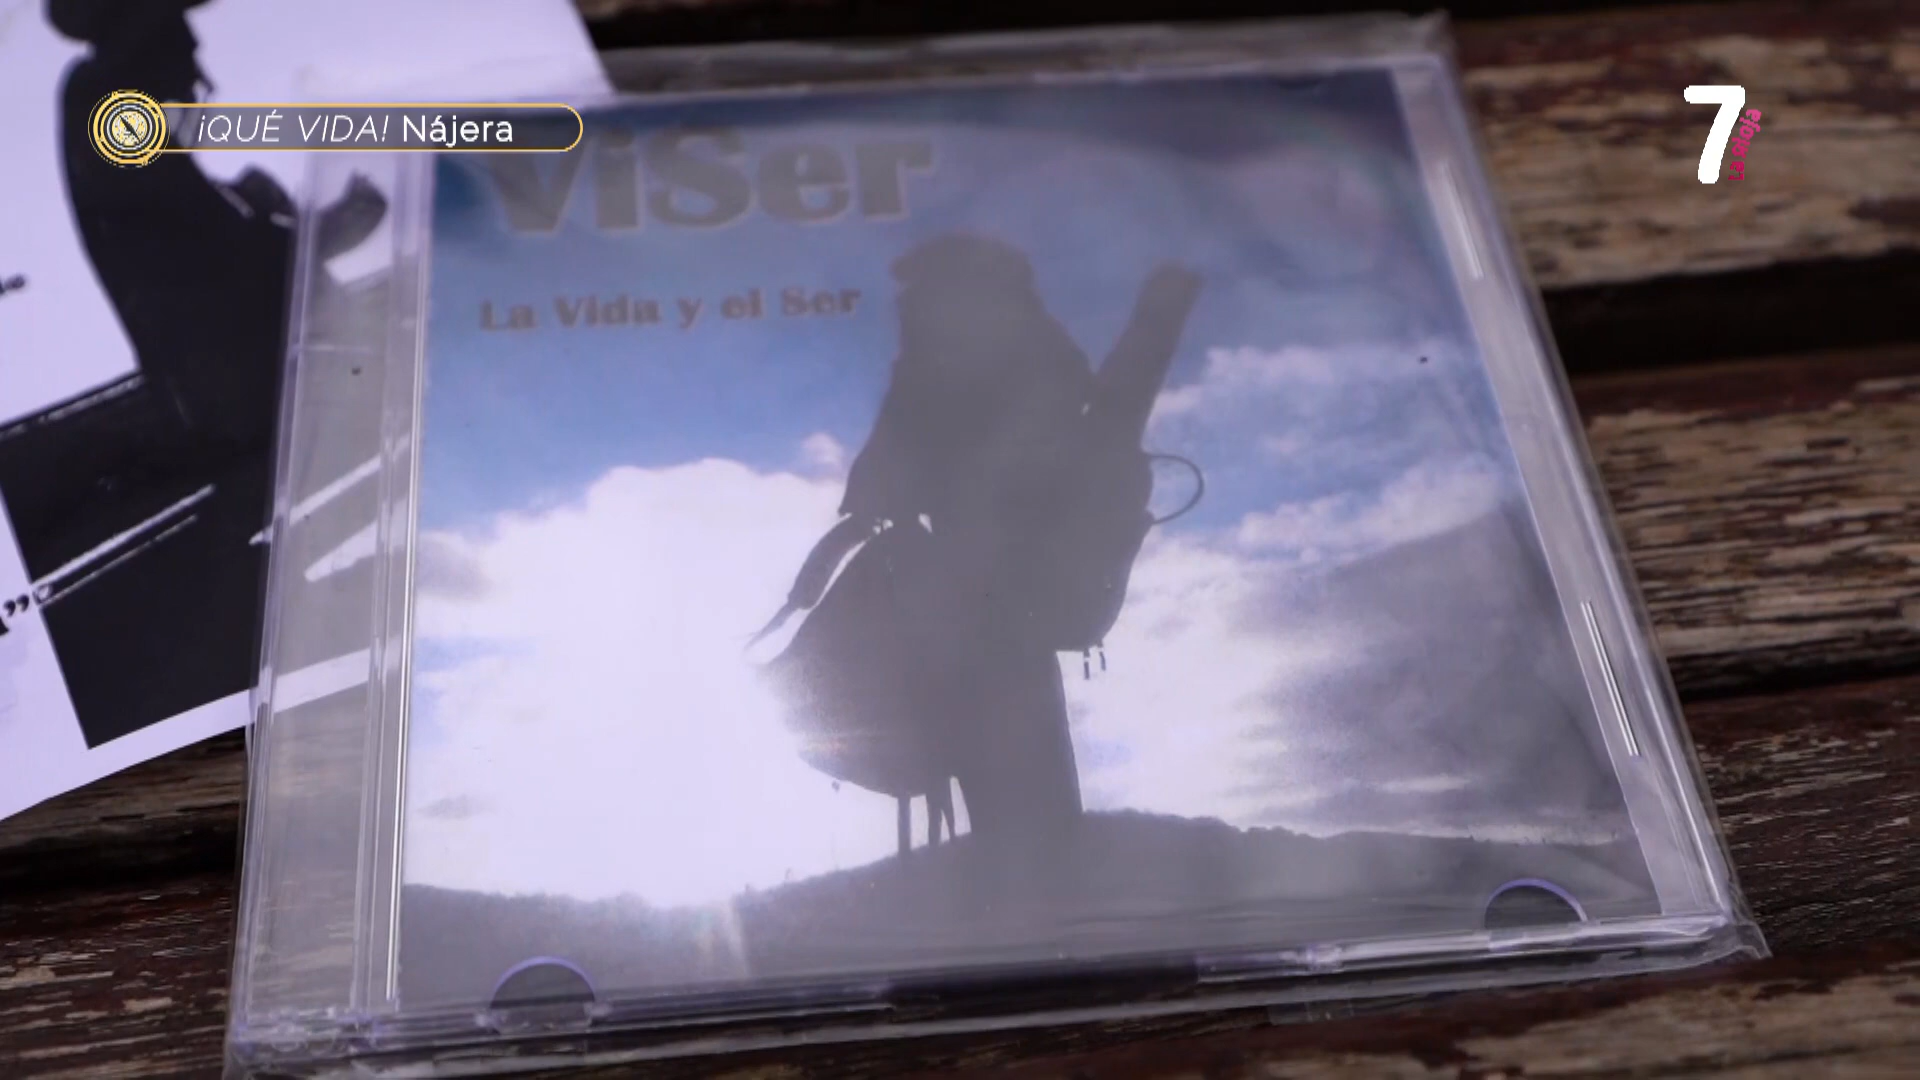 ¡QUÉ VIDA! Nájera
7
La Rioja
ViSer
La Vida y el Ser
”